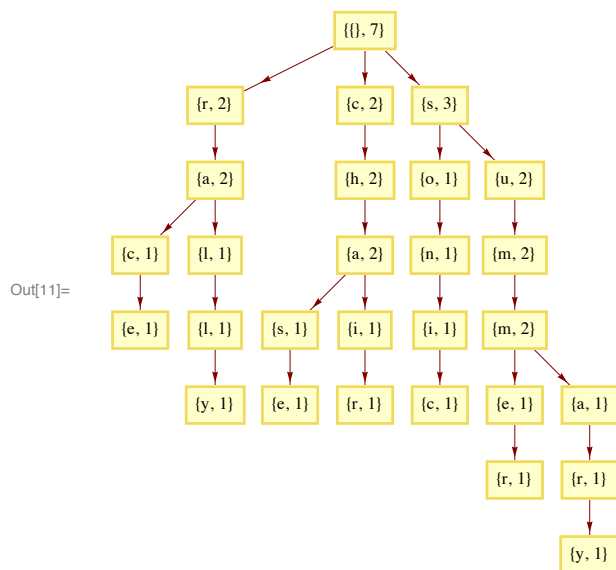 {{}, 7}
{r, 2} {c, 2} {s, 3}
{a, 2} {h, 2} {o, 1} {u, 2}
{c, 1} {l, 1} {a, 2} {n, 1} {m, 2}
Out[11]=
{e, 1} {l, 1} {s, 1} {i, 1} {i, 1} {m, 2}
{y, 1} {e, 1} {r, 1} {c, 1} {e, 1} {a, 1}
{r, 1} {r, 1}
{y, 1}